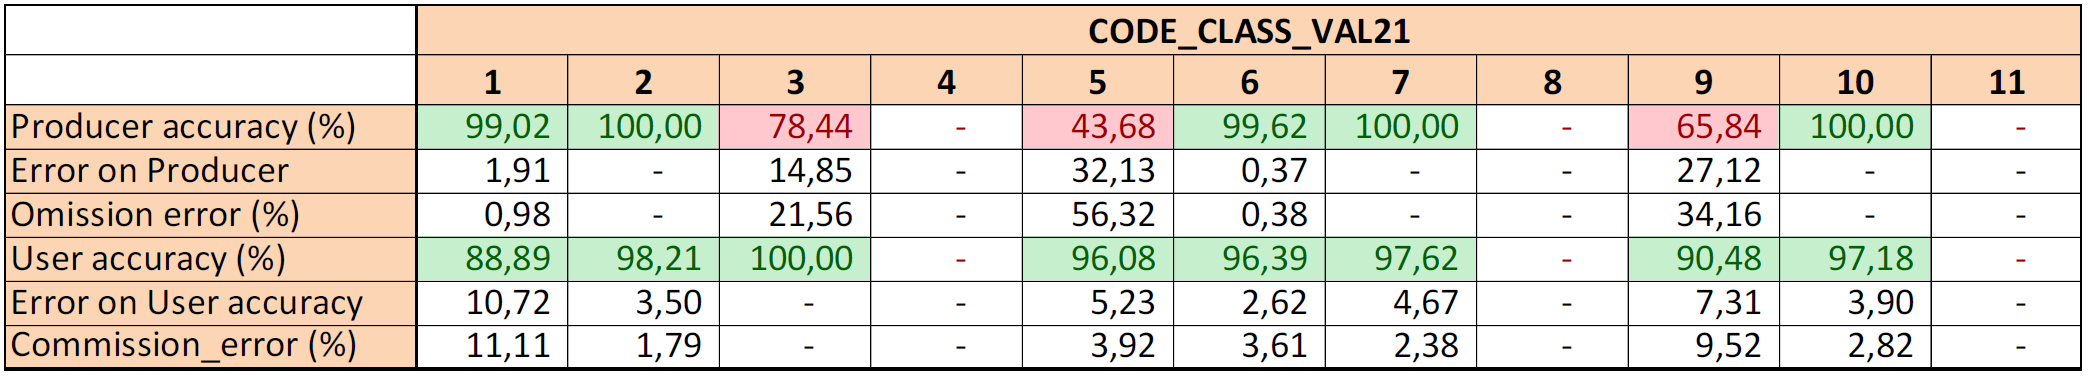 CODE_CLASS_VAL21
1 2 3 4 5 6 7 8 9 10 11
Producer accuracy (%) 99,02 100,00 78,44 - 43,68 99,62 100,00 - 65,84 100,00 -
Error on Producer 1,91 - 14,85 - 32,13 0,37 - - 27,12 - -
Omission error (%) 0,98 - 21,56 - 56,32 0,38 - - 34,16 - -
User accuracy (%) 88,89 98,21 100,00 - 96,08 96,39 97,62 - 90,48 97,18 -
Error on User accuracy 10,72 3,50 - - 5,23 2,62 4,67 - 7,31 3,90 -
Commission_error (%) 11,11 1,79 - - 3,92 3,61 2,38 - 9,52 2,82 -